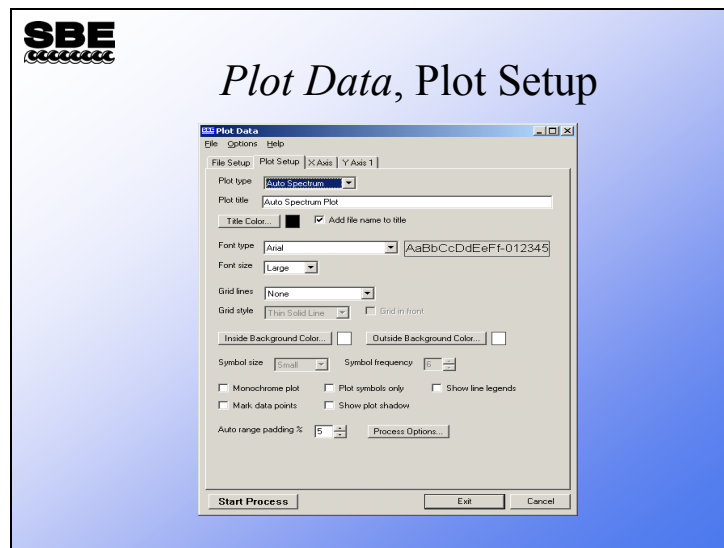 SBE
Plot Data, Plot Setup
Plot Data
File Options Help
File Setup Plot Setup X Axis Y Axis 1
Plot type Auto Spectrum
Plot title Auto Spectrum Plot
Title Color... Add file name to title
Font type Arial AaBbCcDdEeFf-012345
Font size Large
Grid lines None
Grid style Thin Solid Line Grid in front
Inside Background Color... Outside Background Color...
Symbol size Small Symbol frequency 6
Monochrome plot Plot symbols only Show line legends
Mark data points Show plot shadow
Auto range padding % 5 Process Options...
Start Process Exit Cancel